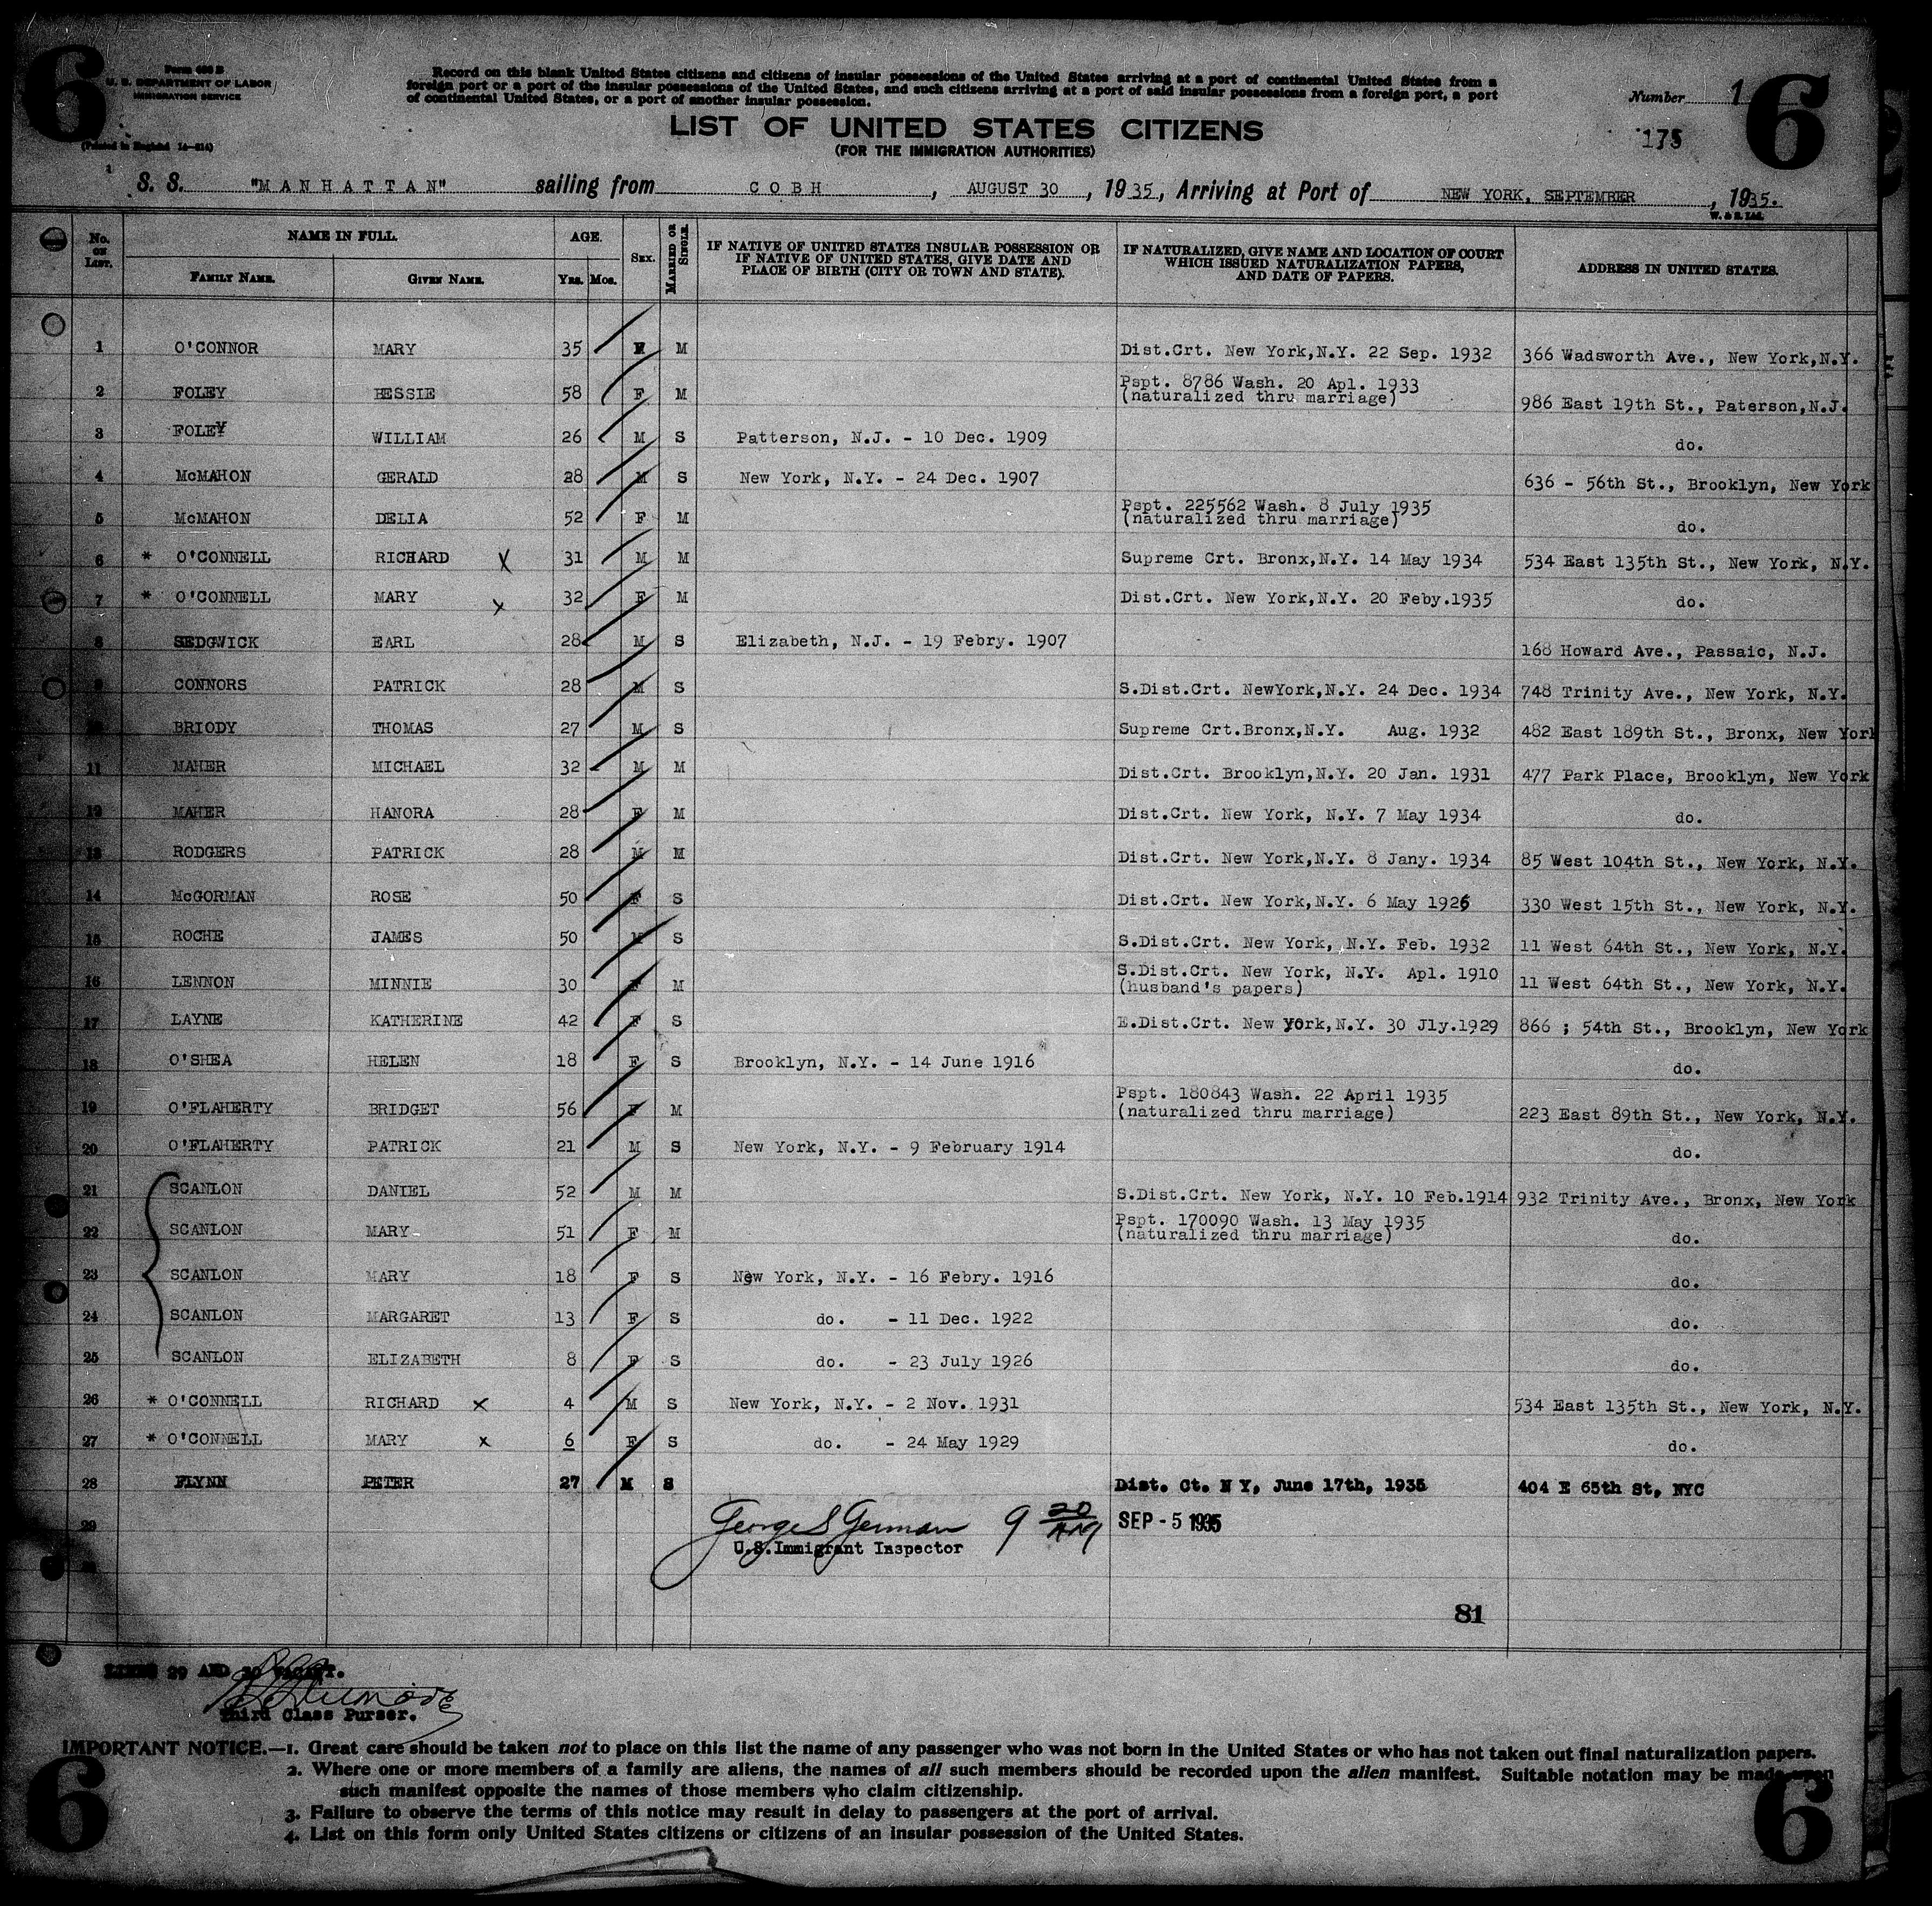 6
6
Form 630 B
U. S. DEPARTMENT OF LABOR
IMMIGRATION SERVICE
Record on this blank United States citizens and citizens of insular possessions of the United States arriving at a port of continental United States from a
foreign port or a port of the insular possessions of the United States, and such citizens arriving at a port of said insular possessions from a foreign port, a port
of continental United States, or a port of another insular possession.
Number 1
LIST OF UNITED STATES CITIZENS
(FOR THE IMMIGRATION AUTHORITIES)
175
S. S. "MANHATTAN" sailing from COBH, AUGUST 30, 1935, Arriving at Port of NEW YORK, SEPTEMBER, 1935.
No. ON LIST. NAME IN FULL. AGE. SEX. MARRIED OR SINGLE. IF NATIVE OF UNITED STATES INSULAR POSSESSION OR IF NATIVE OF UNITED STATES, GIVE DATE AND PLACE OF BIRTH (CITY OR TOWN AND STATE). IF NATURALIZED, GIVE NAME AND LOCATION OF COURT WHICH ISSUED NATURALIZATION PAPERS, AND DATE OF PAPERS. ADDRESS IN UNITED STATES.
FAMILY NAME. GIVEN NAME. YRS. MOS.
1 O'CONNOR MARY 35 F M Dist.Crt. New York,N.Y. 22 Sep. 1932 366 Wadsworth Ave., New York,N.Y.
2 FOLEY BESSIE 58 F M Pspt. 8786 Wash. 20 Apl. 1933 (naturalized thru marriage) 986 East 19th St., Paterson,N.J.
3 FOLEY WILLIAM 26 M S Patterson, N.J. - 10 Dec. 1909 do.
4 McMAHON GERALD 28 M S New York, N.Y. - 24 Dec. 1907 636 - 56th St., Brooklyn, New York
5 McMAHON DELIA 52 F M Pspt. 225562 Wash. 8 July 1935 (naturalized thru marriage) do.
6 * O'CONNELL RICHARD X 31 M M Supreme Crt. Bronx,N.Y. 14 May 1934 534 East 135th St., New York, N.Y.
7 * O'CONNELL MARY x 32 F M Dist.Crt. New York,N.Y. 20 Feby.1935 do.
8 SEDGWICK EARL 28 M S Elizabeth, N.J. - 19 Febry. 1907 168 Howard Ave., Passaic, N.J.
9 CONNORS PATRICK 28 M S S.Dist.Crt. NewYork,N.Y. 24 Dec. 1934 748 Trinity Ave., New York, N.Y.
10 BRIODY THOMAS 27 M S Supreme Crt.Bronx,N.Y. Aug. 1932 482 East 189th St., Bronx, New York
11 MAHER MICHAEL 32 M M Dist.Crt. Brooklyn,N.Y. 20 Jan. 1931 477 Park Place, Brooklyn, New York
12 MAHER HANORA 28 F M Dist.Crt. New York, N.Y. 7 May 1934 do.
13 RODGERS PATRICK 28 M M Dist.Crt. New York,N.Y. 8 Jany. 1934 85 West 104th St., New York, N.Y.
14 McGORMAN ROSE 50 F S Dist.Crt. New York,N.Y. 6 May 1926 330 West 15th St., New York, N.Y.
15 ROCHE JAMES 50 M S S.Dist.Crt. New York, N.Y. Feb. 1932 11 West 64th St., New York, N.Y.
16 LENNON MINNIE 30 F M S.Dist.Crt. New York, N.Y. Apl. 1910 (husband's papers) 11 West 64th St., New York, N.Y.
17 LAYNE KATHERINE 42 F S E.Dist.Crt. New York,N.Y. 30 Jly.1929 866 ; 54th St., Brooklyn, New York
18 O'SHEA HELEN 18 F S Brooklyn, N.Y. - 14 June 1916 do.
19 O'FLAHERTY BRIDGET 56 F M Pspt. 180843 Wash. 22 April 1935 (naturalized thru marriage) 223 East 89th St., New York, N.Y.
20 O'FLAHERTY PATRICK 21 M S New York, N.Y. - 9 February 1914 do.
21 SCANLON DANIEL 52 M M S.Dist.Crt. New York, N.Y. 10 Feb.1914 932 Trinity Ave., Bronx, New York
22 SCANLON MARY 51 F M Pspt. 170090 Wash. 13 May 1935 (naturalized thru marriage) do.
23 SCANLON MARY 18 F S New York, N.Y. - 16 Febry. 1916 do.
24 SCANLON MARGARET 13 F S do. - 11 Dec. 1922 do.
25 SCANLON ELIZABETH 8 F S do. - 23 July 1926 do.
26 * O'CONNELL RICHARD x 4 M S New York, N.Y. - 2 Nov. 1931 534 East 135th St., New York, N.Y.
27 * O'CONNELL MARY x 6 F S do. - 24 May 1929 do.
28 FLYNN PETER 27 M S Dist. Ct. N Y, June 17th, 1935 404 E 65th St, NYC
29 George S German 9 20 AM SEP - 5 1935
U.S.Immigrant Inspector
30
81
LINES 29 AND 30 VACANT.
Third Class Purser.
IMPORTANT NOTICE.—1. Great care should be taken not to place on this list the name of any passenger who was not born in the United States or who has not taken out final naturalization papers.
2. Where one or more members of a family are aliens, the names of all such members should be recorded upon the alien manifest. Suitable notation may be made upon
such manifest opposite the names of those members who claim citizenship.
3. Failure to observe the terms of this notice may result in delay to passengers at the port of arrival.
4. List on this form only United States citizens or citizens of an insular possession of the United States.
6
6